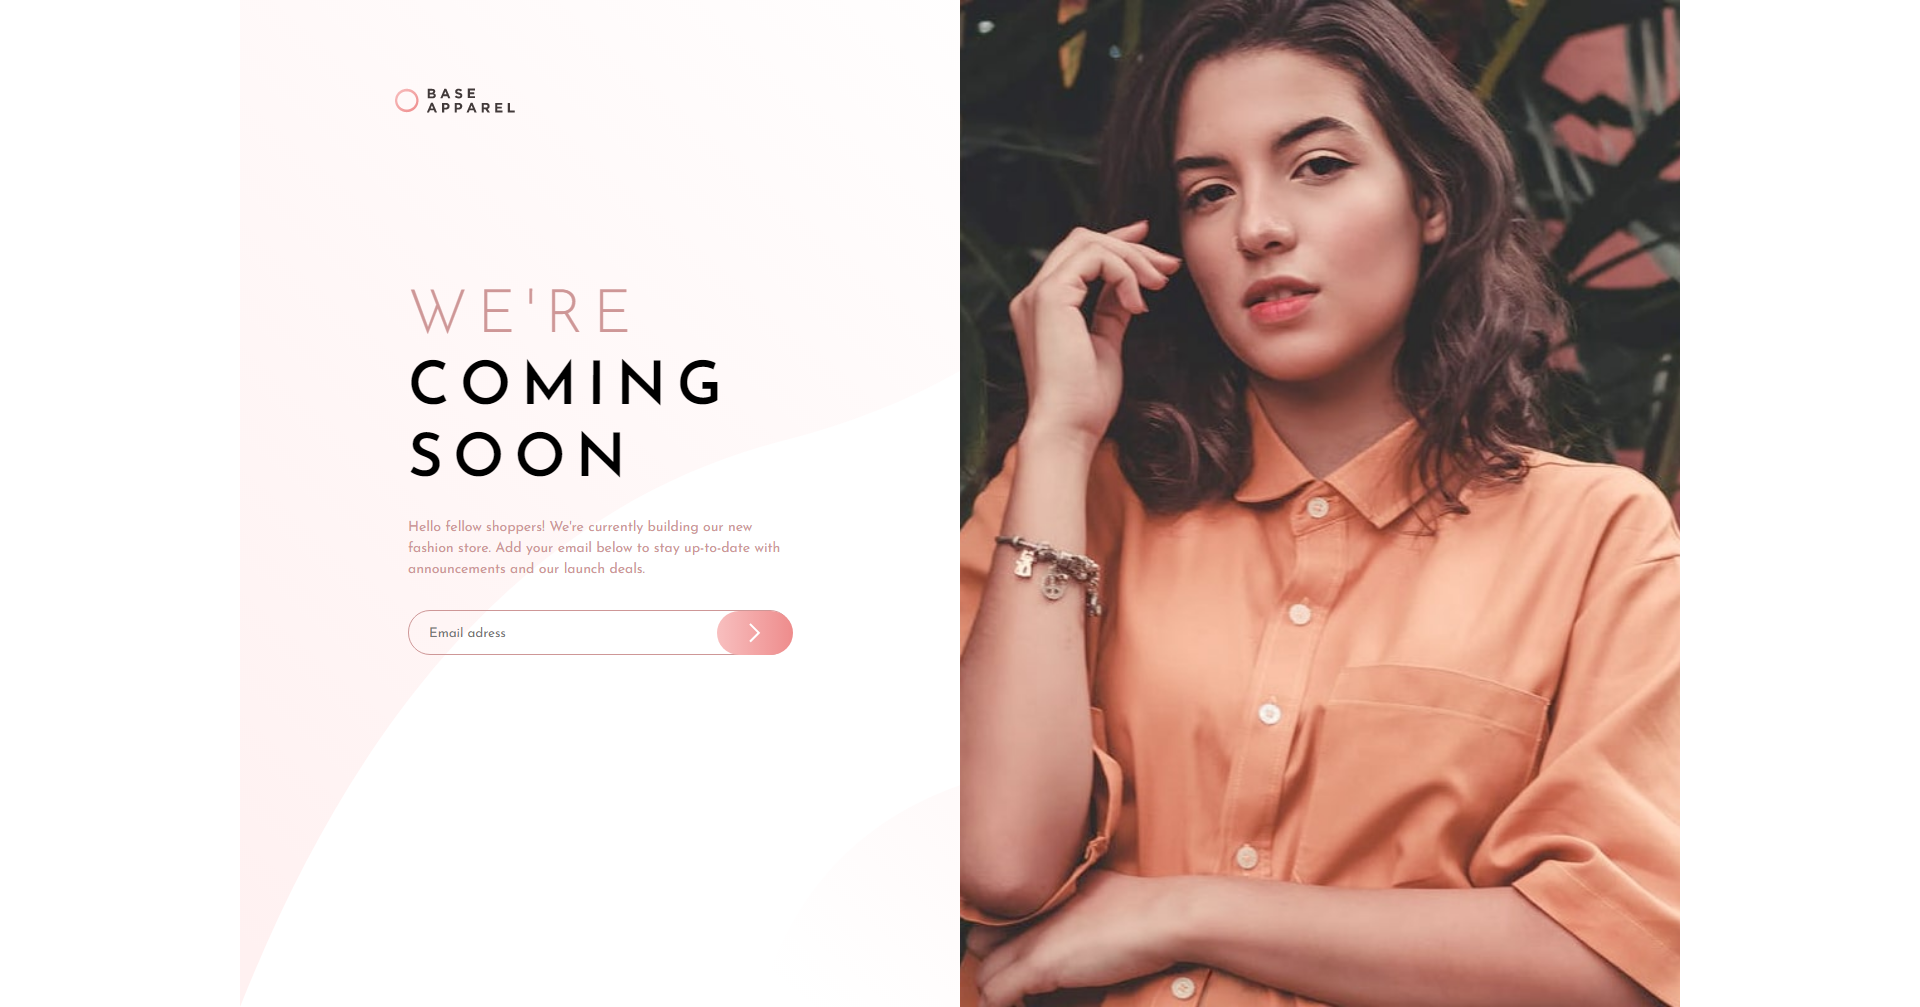 BASE
APPAREL
WE'RE
COMING
SOON
Hello fellow shoppers! We're currently building our new
fashion store. Add your email below to stay up-to-date with
announcements and our launch deals.
Email adress